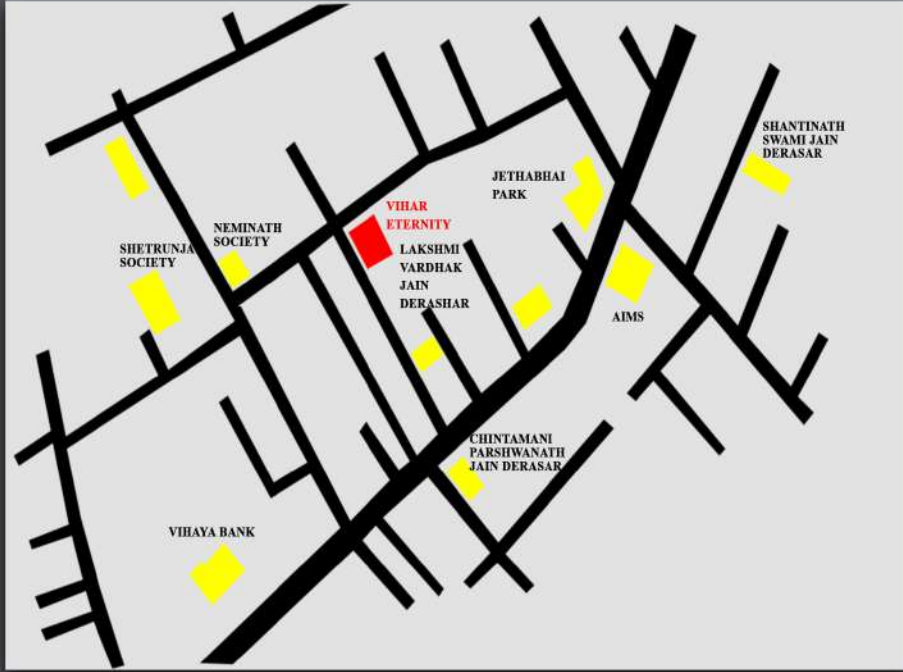 SHANTINATH
SWAMI JAIN
DERASAR
JETHABHAI
PARK
VIHAR
ETERNITY
NEMINATH
SOCIETY
SHETRUNJA
SOCIETY
LAKSHMI
VARDHAK
JAIN
DERASHAR
AIMS
CHINTAMANI
PARSHWANATH
JAIN DERASAR
VIHAYA BANK